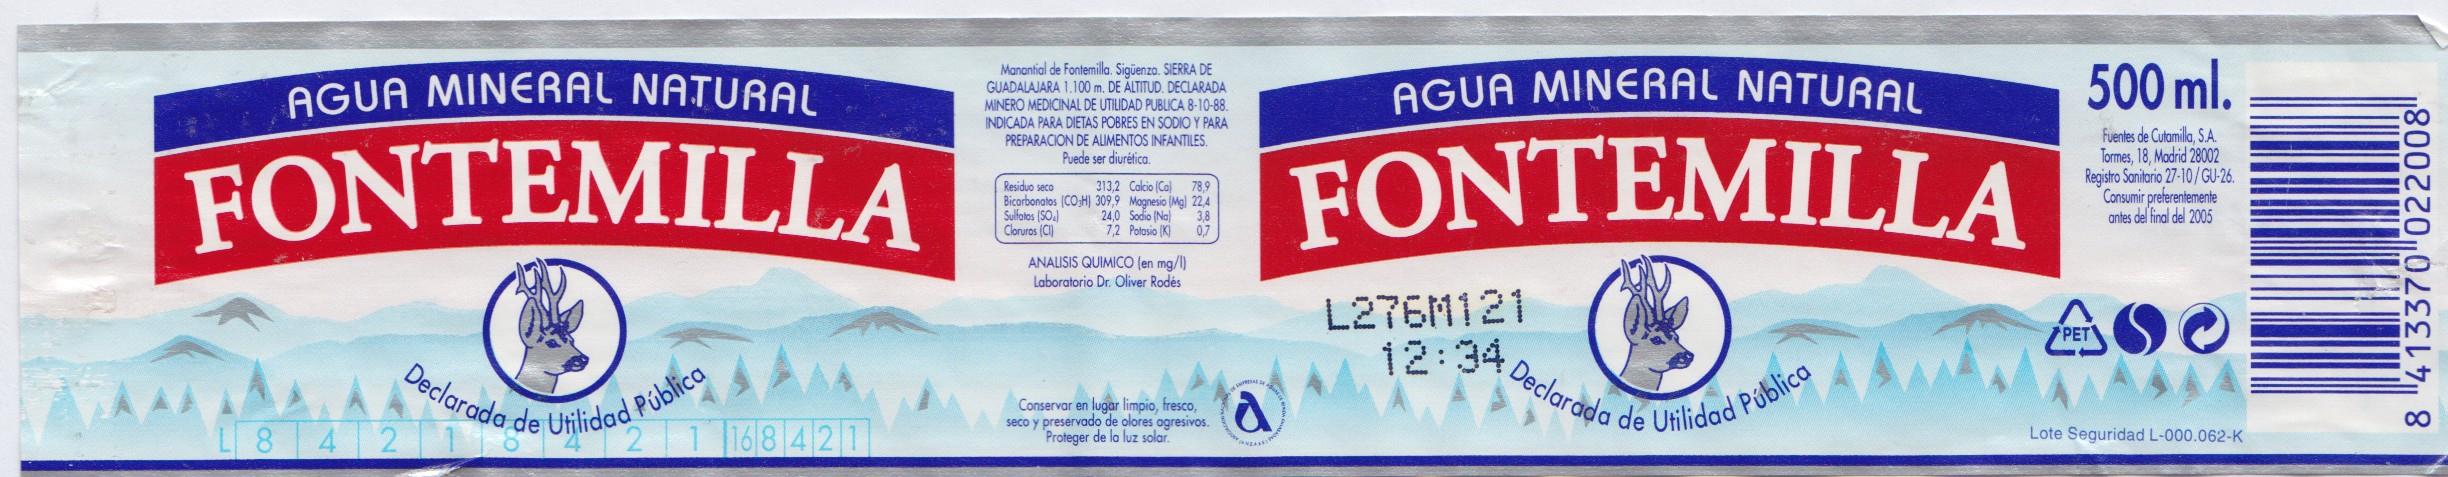 AGUA MINERAL NATURAL
FONTEMILLA
Declarada de Utilidad Pública
L 8 4 2 1 8 4 2 1 16 8 4 2 1
Manantial de Fontemilla. Sigüenza. SIERRA DE
GUADALAJARA 1.100 m. DE ALTITUD. DECLARADA
MINERO MEDICINAL DE UTILIDAD PUBLICA 8-10-88.
INDICADA PARA DIETAS POBRES EN SODIO Y PARA
PREPARACION DE ALIMENTOS INFANTILES.
Puede ser diurética.
Residuo seco 313,2 Calcio (Ca) 78,9
Bicarbonatos (CO₃H) 309,9 Magnesio (Mg) 22,4
Sulfatos (SO₄) 24,0 Sodio (Na) 3,8
Cloruros (Cl) 7,2 Potasio (K) 0,7
ANALISIS QUIMICO (en mg/l)
Laboratorio Dr. Oliver Rodés
Conservar en lugar limpio, fresco,
seco y preservado de olores agresivos.
Proteger de la luz solar.
AGUA MINERAL NATURAL
FONTEMILLA
L276M121
12:34
Declarada de Utilidad Pública
500 ml.
Fuentes de Cutamilla, S.A.
Tormes, 18, Madrid 28002
Registro Sanitario 27-10 / GU-26.
Consumir preferentemente
antes del final del 2005
PET
Lote Seguridad L-000.062-K
8 413370 022008